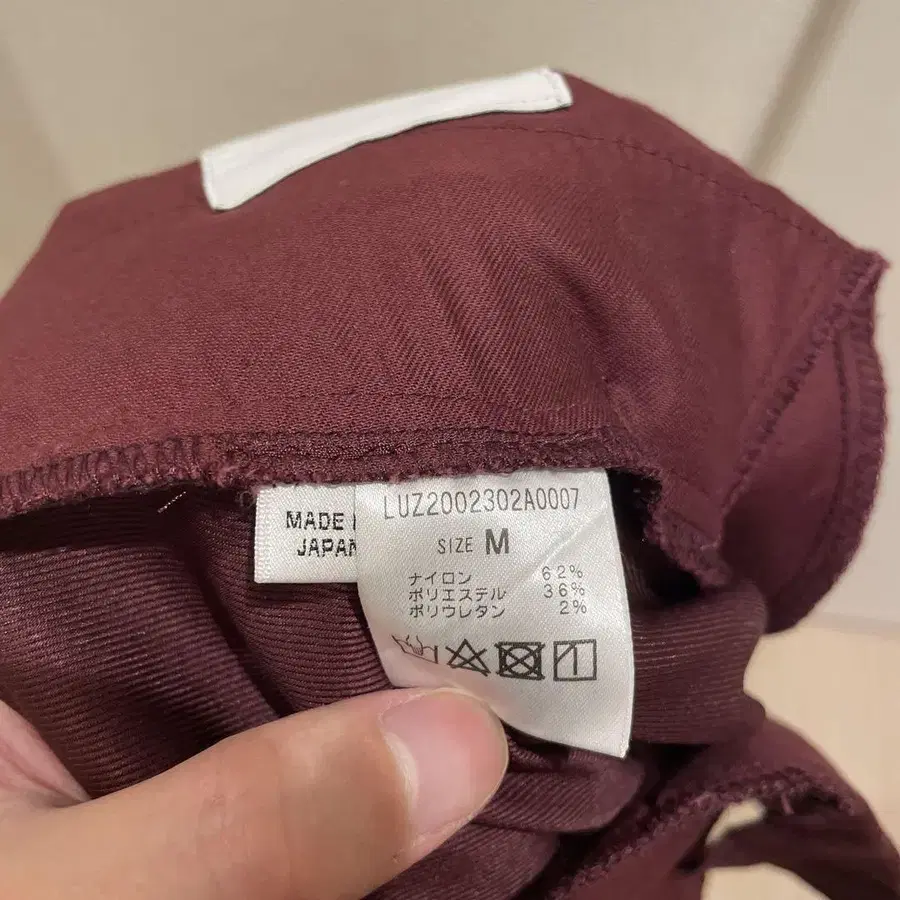 MADE
JAPAN
LUZ2002302A0007
SIZE M
ナイロン 62%
ポリエステル 36%
ポリウレタン 2%